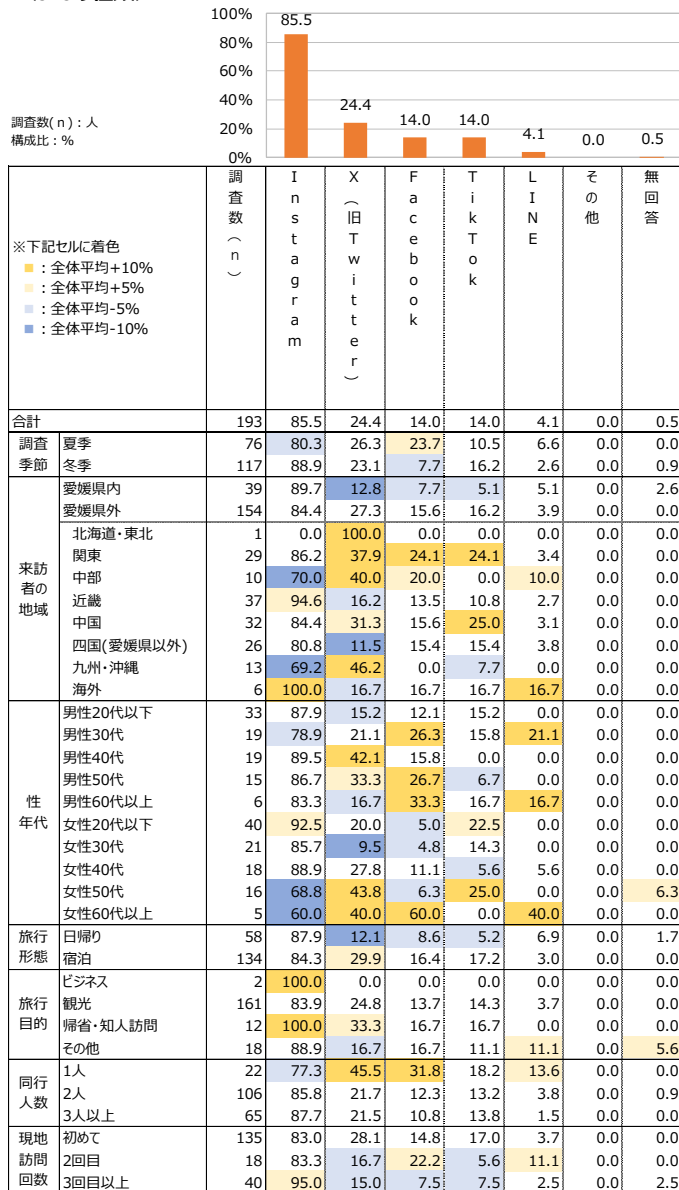 100%
80%
60%
40%
20%
0%
85.5
24.4
14.0
14.0
4.1
0.0
0.5
調査数(n):人
構成比:%
※下記セルに着色
■:全体平均+10%
■:全体平均+5%
■:全体平均-5%
■:全体平均-10%
調査数(n) Instagram X(旧Twitter) Facebook TikTok LINE その他 無回答
合計 193 85.5 24.4 14.0 14.0 4.1 0.0 0.5
調査季節
夏季 76 80.3 26.3 23.7 10.5 6.6 0.0 0.0
冬季 117 88.9 23.1 7.7 16.2 2.6 0.0 0.9
来訪者の地域
愛媛県内 39 89.7 12.8 7.7 5.1 5.1 0.0 2.6
愛媛県外 154 84.4 27.3 15.6 16.2 3.9 0.0 0.0
北海道・東北 1 0.0 100.0 0.0 0.0 0.0 0.0 0.0
関東 29 86.2 37.9 24.1 24.1 3.4 0.0 0.0
中部 10 70.0 40.0 20.0 0.0 10.0 0.0 0.0
近畿 37 94.6 16.2 13.5 10.8 2.7 0.0 0.0
中国 32 84.4 31.3 15.6 25.0 3.1 0.0 0.0
四国(愛媛県以外) 26 80.8 11.5 15.4 15.4 3.8 0.0 0.0
九州・沖縄 13 69.2 46.2 0.0 7.7 0.0 0.0 0.0
海外 6 100.0 16.7 16.7 16.7 16.7 0.0 0.0
性年代
男性20代以下 33 87.9 15.2 12.1 15.2 0.0 0.0 0.0
男性30代 19 78.9 21.1 26.3 15.8 21.1 0.0 0.0
男性40代 19 89.5 42.1 15.8 0.0 0.0 0.0 0.0
男性50代 15 86.7 33.3 26.7 6.7 0.0 0.0 0.0
男性60代以上 6 83.3 16.7 33.3 16.7 16.7 0.0 0.0
女性20代以下 40 92.5 20.0 5.0 22.5 0.0 0.0 0.0
女性30代 21 85.7 9.5 4.8 14.3 0.0 0.0 0.0
女性40代 18 88.9 27.8 11.1 5.6 5.6 0.0 0.0
女性50代 16 68.8 43.8 6.3 25.0 0.0 0.0 6.3
女性60代以上 5 60.0 40.0 60.0 0.0 40.0 0.0 0.0
旅行形態
日帰り 58 87.9 12.1 8.6 5.2 6.9 0.0 1.7
宿泊 134 84.3 29.9 16.4 17.2 3.0 0.0 0.0
旅行目的
ビジネス 2 100.0 0.0 0.0 0.0 0.0 0.0 0.0
観光 161 83.9 24.8 13.7 14.3 3.7 0.0 0.0
帰省・知人訪問 12 100.0 33.3 16.7 16.7 0.0 0.0 0.0
その他 18 88.9 16.7 16.7 11.1 11.1 0.0 5.6
同行人数
1人 22 77.3 45.5 31.8 18.2 13.6 0.0 0.0
2人 106 85.8 21.7 12.3 13.2 3.8 0.0 0.9
3人以上 65 87.7 21.5 10.8 13.8 1.5 0.0 0.0
現地訪問回数
初めて 135 83.0 28.1 14.8 17.0 3.7 0.0 0.0
2回目 18 83.3 16.7 22.2 5.6 11.1 0.0 0.0
3回目以上 40 95.0 15.0 7.5 7.5 2.5 0.0 2.5